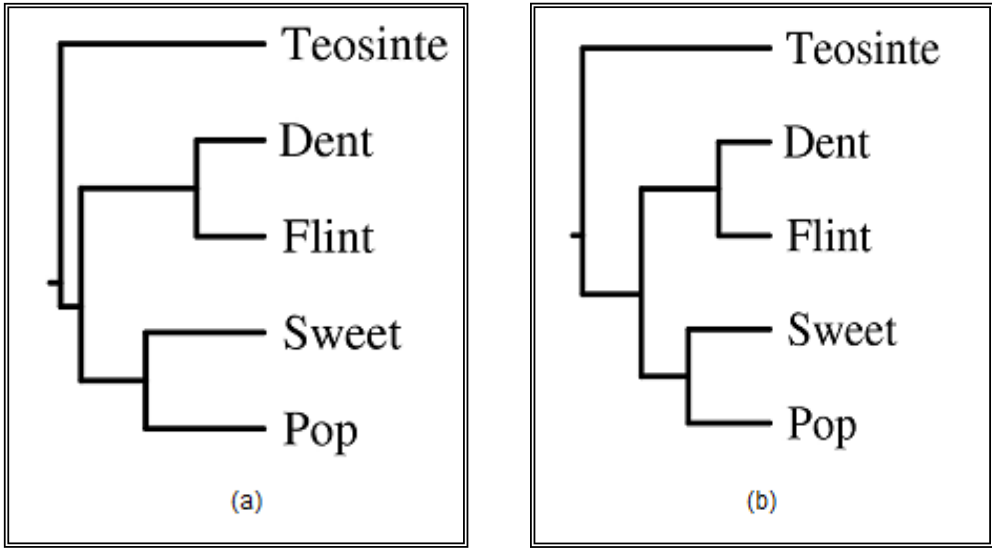 Teosinte
Dent
Flint
Sweet
Pop
(a)
Teosinte
Dent
Flint
Sweet
Pop
(b)